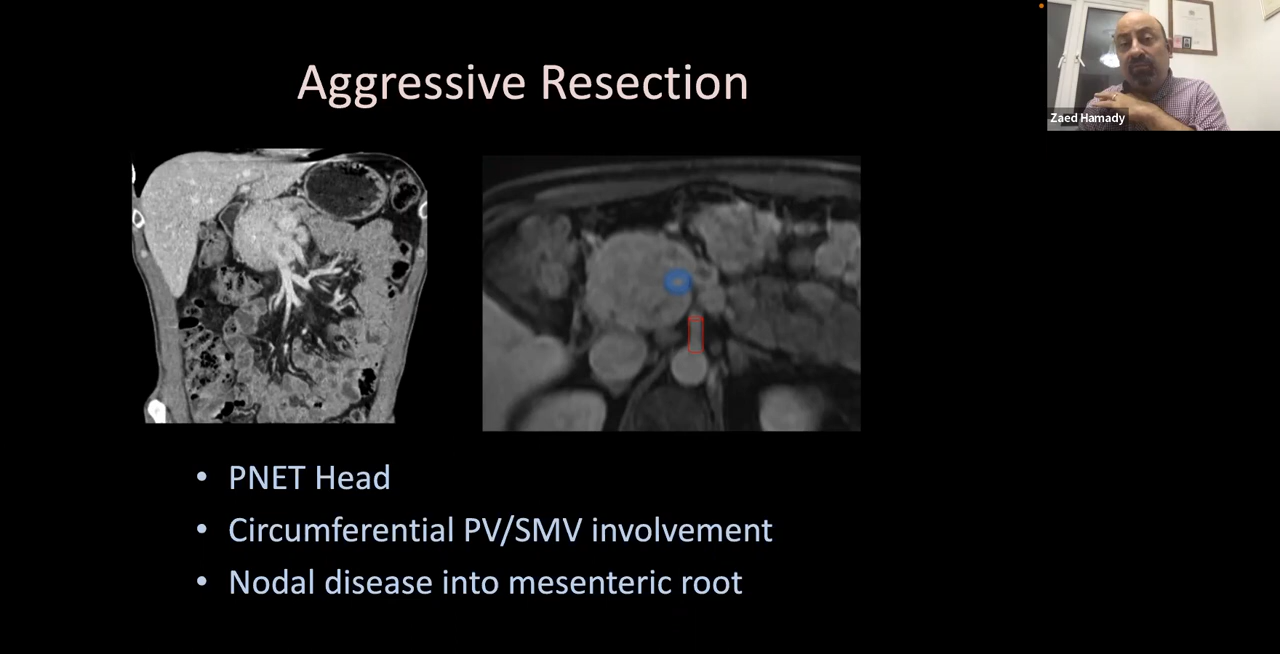 Aggressive Resection
Zaed Hamady
• PNET Head
• Circumferential PV/SMV involvement
• Nodal disease into mesenteric root